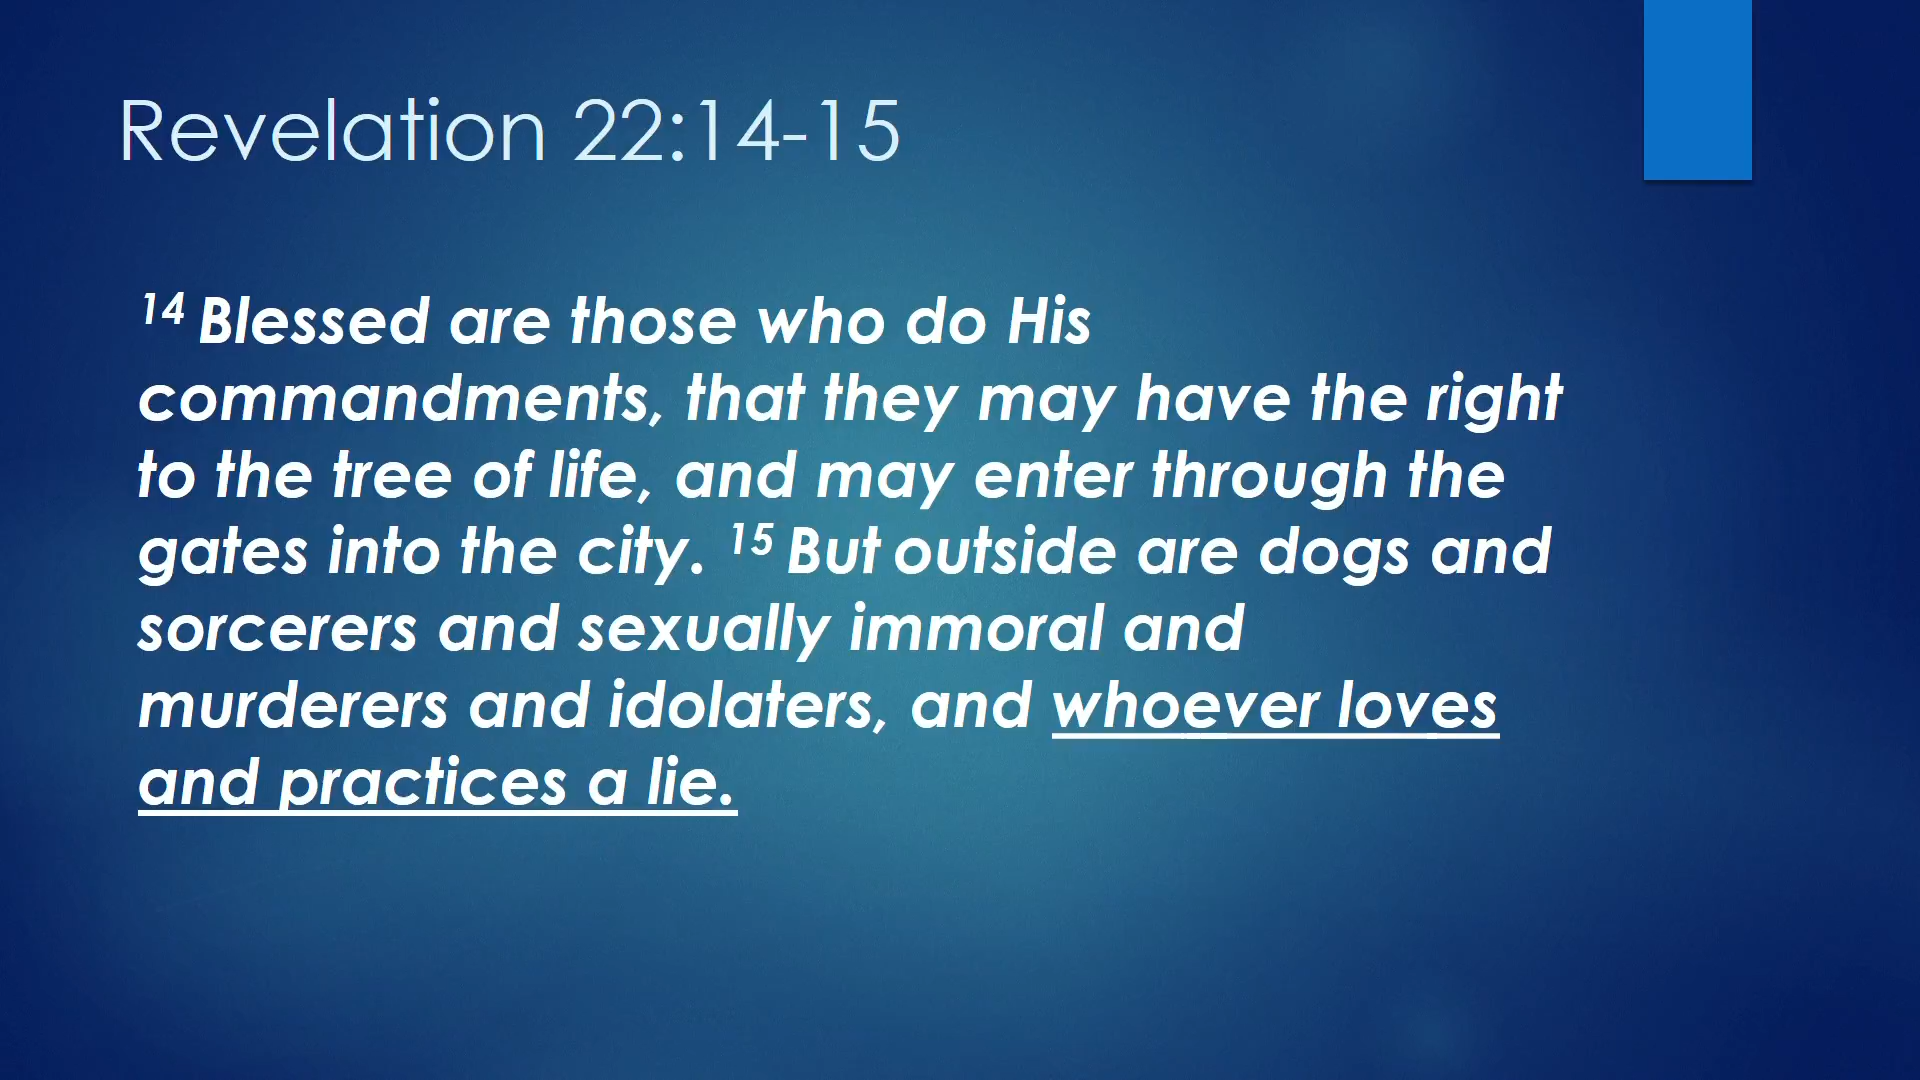 Revelation 22:14-15
14 Blessed are those who do His
commandments, that they may have the right
to the tree of life, and may enter through the
gates into the city. 15 But outside are dogs and
sorcerers and sexually immoral and
murderers and idolaters, and whoever loves
and practices a lie.